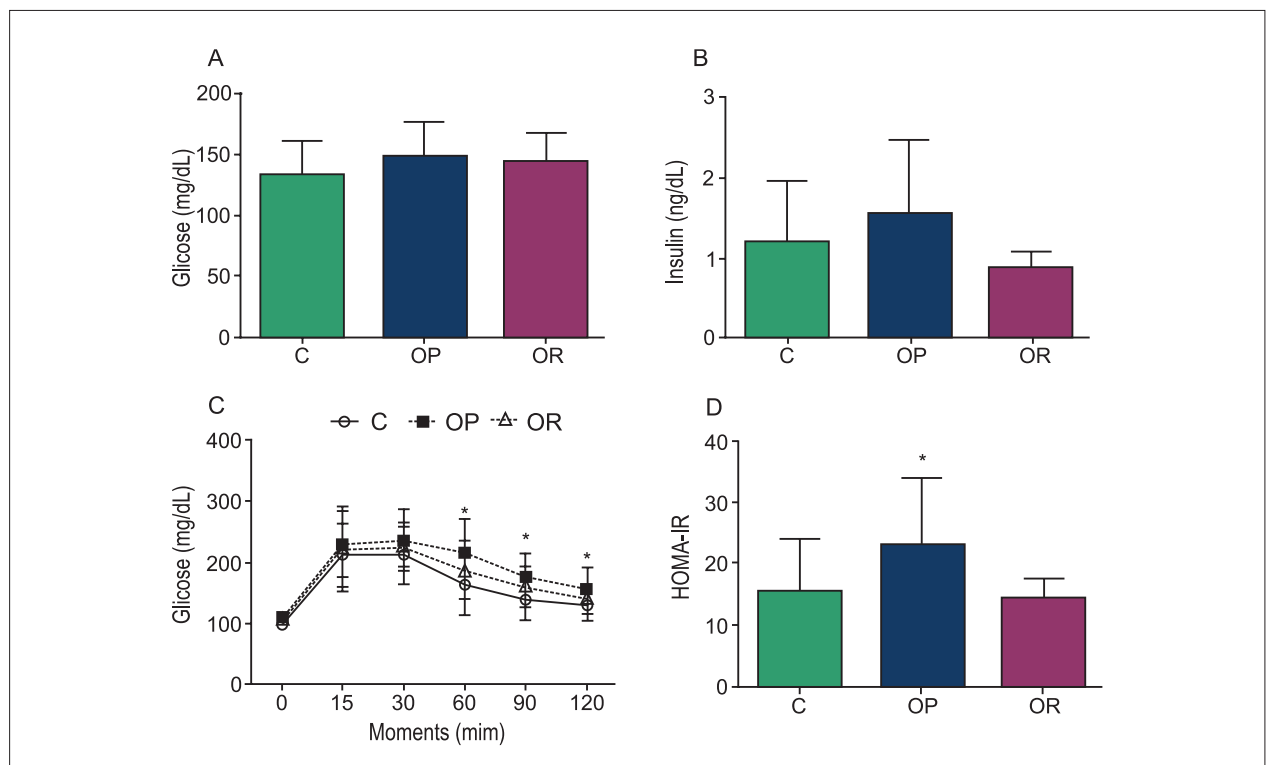 A
Glicose (mg/dL)
200
150
100
50
0
C OP OR
B
Insulin (ng/dL)
3
2
1
0
C OP OR
C
C OP OR
Glicose (mg/dL)
400
300
200
100
0
* * *
0 15 30 60 90 120
Moments (mim)
D
HOMA-IR
40
30
20
10
0
*
C OP OR